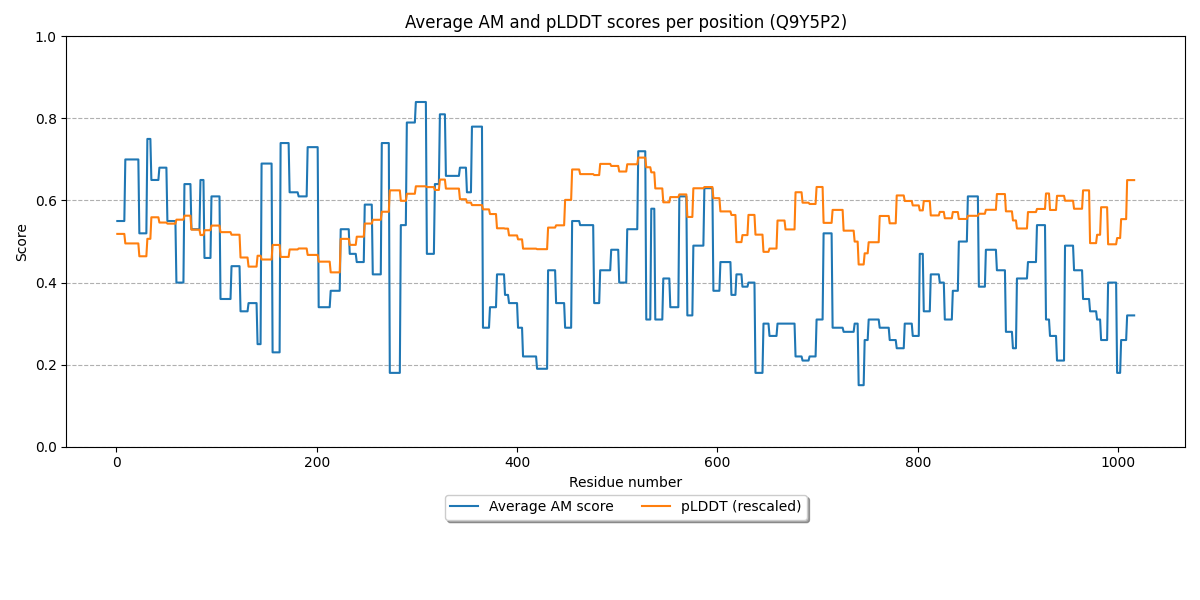 Average AM and pLDDT scores per position (Q9Y5P2)
1.0
0.8
0.6
0.4
0.2
0.0
Score
0 200 400 600 800 1000
Residue number
Average AM score pLDDT (rescaled)